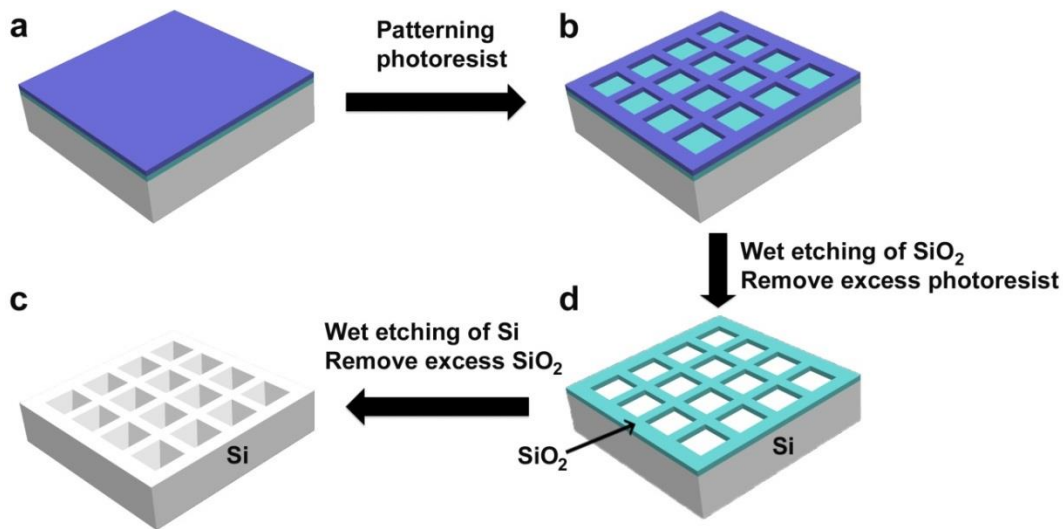 a
Patterning
photoresist
b
Wet etching of SiO₂
Remove excess photoresist
c
Wet etching of Si
Remove excess SiO₂
d
Si
SiO₂
Si